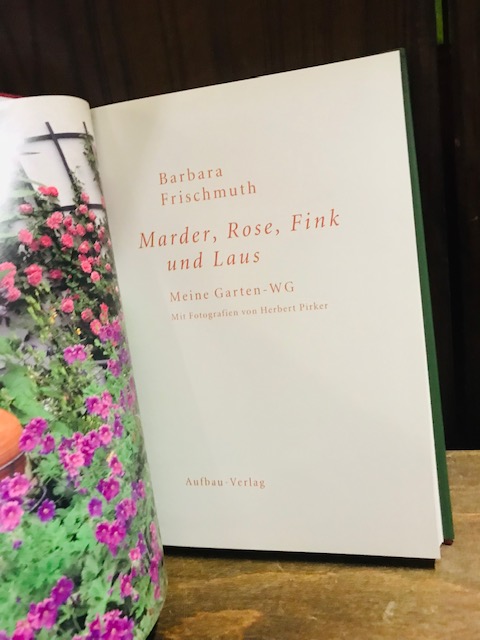 Barbara
Frischmuth
Marder, Rose, Fink
und Laus
Meine Garten-WG
Mit Fotografien von Herbert Pirker
Aufbau-Verlag